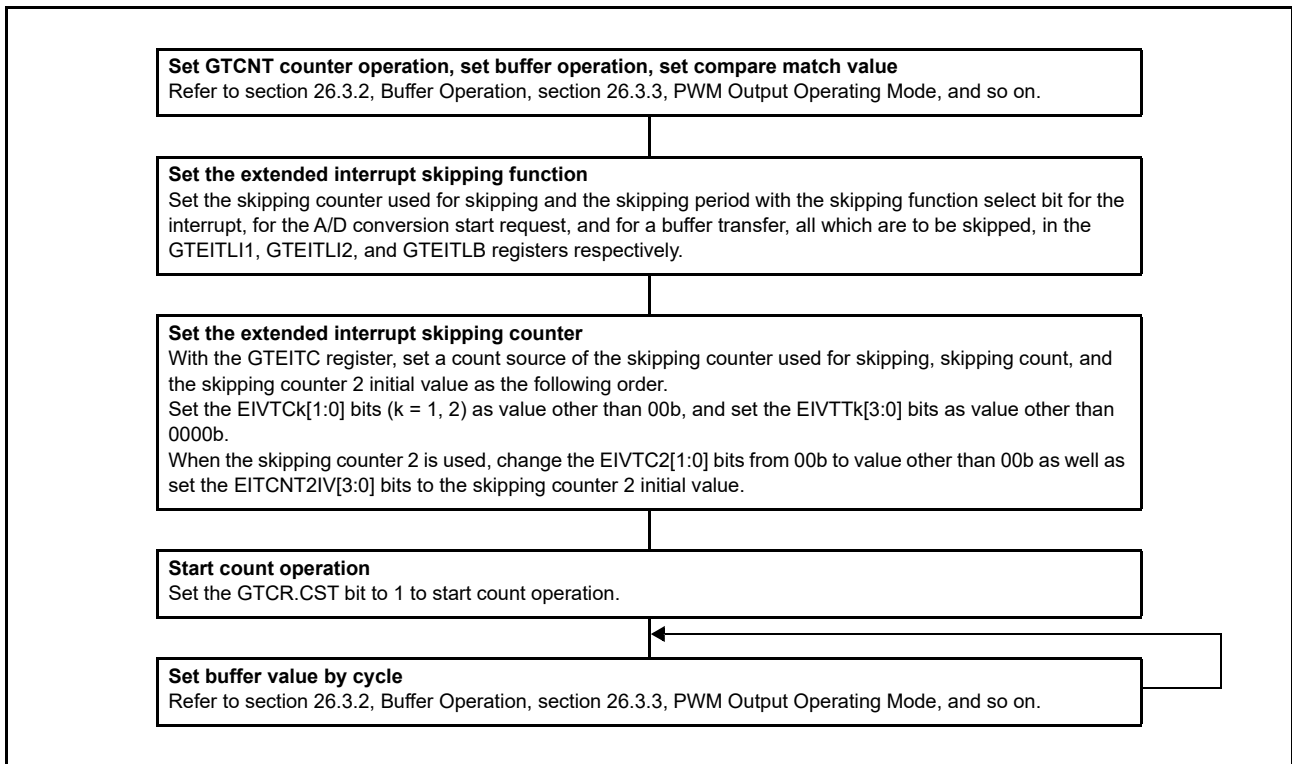 Set GTCNT counter operation, set buffer operation, set compare match value
Refer to section 26.3.2, Buffer Operation, section 26.3.3, PWM Output Operating Mode, and so on.
Set the extended interrupt skipping function
Set the skipping counter used for skipping and the skipping period with the skipping function select bit for the
interrupt, for the A/D conversion start request, and for a buffer transfer, all which are to be skipped, in the
GTEITLI1, GTEITLI2, and GTEITLB registers respectively.
Set the extended interrupt skipping counter
With the GTEITC register, set a count source of the skipping counter used for skipping, skipping count, and
the skipping counter 2 initial value as the following order.
Set the EIVTCk[1:0] bits (k = 1, 2) as value other than 00b, and set the EIVTTk[3:0] bits as value other than
0000b.
When the skipping counter 2 is used, change the EIVTC2[1:0] bits from 00b to value other than 00b as well as
set the EITCNT2IV[3:0] bits to the skipping counter 2 initial value.
Start count operation
Set the GTCR.CST bit to 1 to start count operation.
Set buffer value by cycle
Refer to section 26.3.2, Buffer Operation, section 26.3.3, PWM Output Operating Mode, and so on.